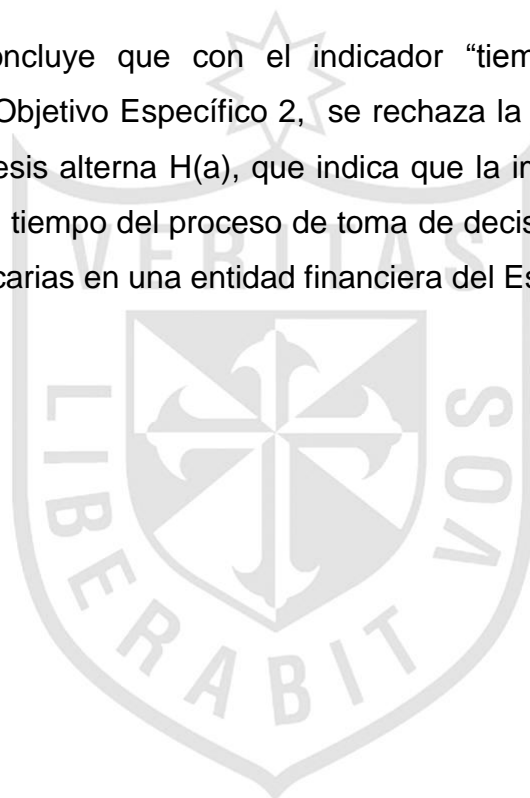 oncluye que con el indicador “tiem
Objetivo Específico 2, se rechaza la
esis alterna H(a), que indica que la
tiempo del proceso de toma de decis
carias en una entidad financiera del Es
VERITAS
LIBERABIT VOS